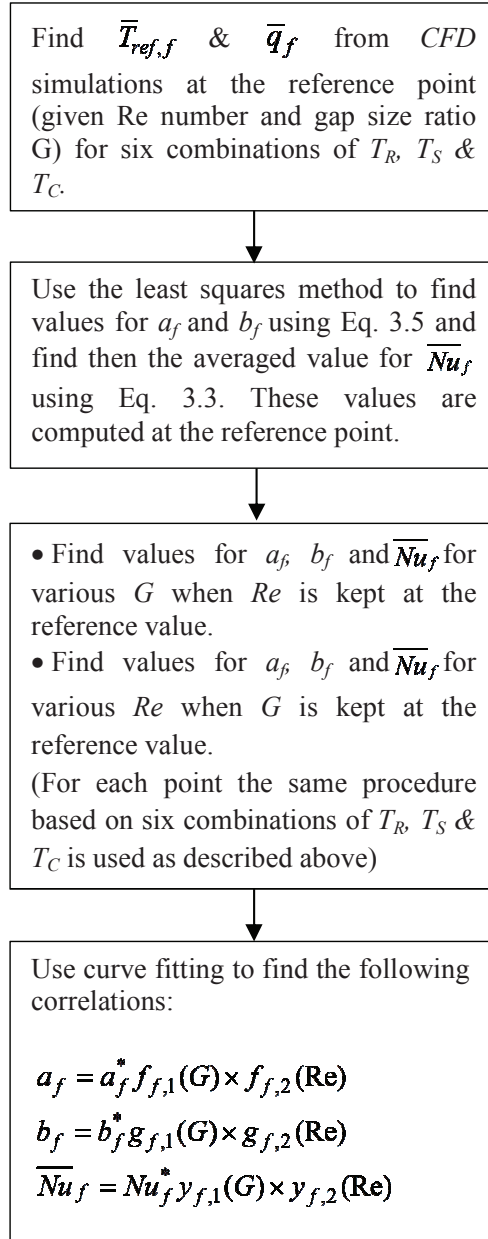 Find T̅ref,f & q̅f from CFD
simulations at the reference point
(given Re number and gap size ratio
G) for six combinations of TR, TS &
TC.
Use the least squares method to find
values for af and bf using Eq. 3.5 and
find then the averaged value for N̅u̅f
using Eq. 3.3. These values are
computed at the reference point.
• Find values for af, bf and N̅u̅f for
various G when Re is kept at the
reference value.
• Find values for af, bf and N̅u̅f for
various Re when G is kept at the
reference value.
(For each point the same procedure
based on six combinations of TR, TS &
TC is used as described above)
Use curve fitting to find the following
correlations:
af = a*f ff,1(G) × ff,2(Re)
bf = b*f gf,1(G) × gf,2(Re)
N̅u̅f = Nu*f yf,1(G) × yf,2(Re)